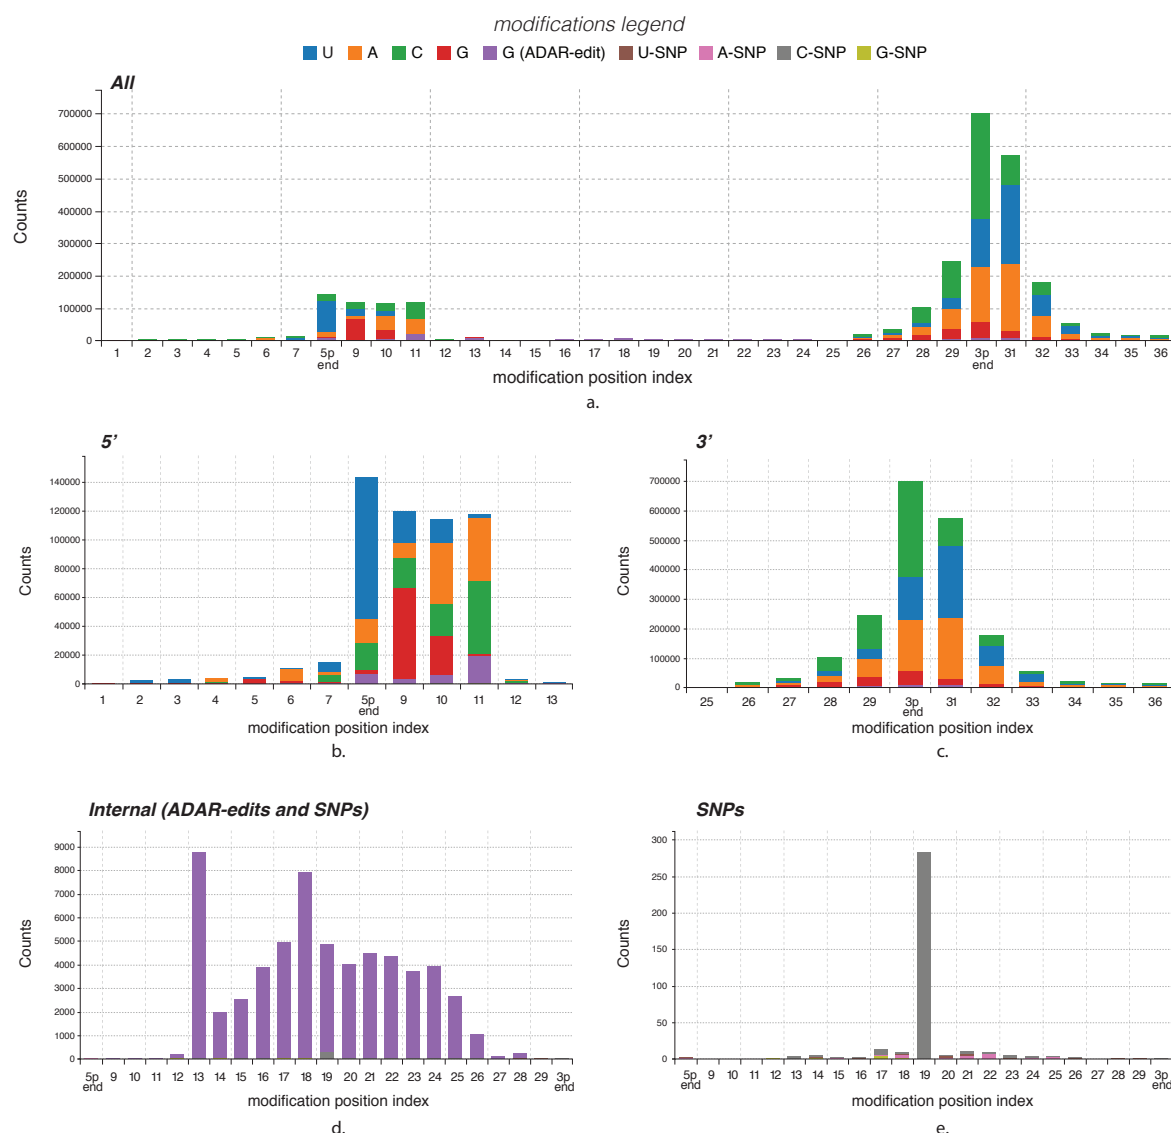 modifications legend
U A C G G (ADAR-edit) U-SNP A-SNP C-SNP G-SNP
All
700000
600000
500000
400000
300000
200000
100000
0
Counts
1 2 3 4 5 6 7 5p end 9 10 11 12 13 14 15 16 17 18 19 20 21 22 23 24 25 26 27 28 29 3p end 31 32 33 34 35 36
modification position index
a.
5’
140000
120000
100000
80000
60000
40000
20000
0
Counts
1 2 3 4 5 6 7 5p end 9 10 11 12 13
modification position index
b.
3’
700000
600000
500000
400000
300000
200000
100000
0
Counts
25 26 27 28 29 3p end 31 32 33 34 35 36
modification position index
c.
Internal (ADAR-edits and SNPs)
9000
8000
7000
6000
5000
4000
3000
2000
1000
0
Counts
5p end 9 10 11 12 13 14 15 16 17 18 19 20 21 22 23 24 25 26 27 28 29 3p end
modification position index
d.
SNPs
300
250
200
150
100
50
0
Counts
5p end 9 10 11 12 13 14 15 16 17 18 19 20 21 22 23 24 25 26 27 28 29 3p end
modification position index
e.